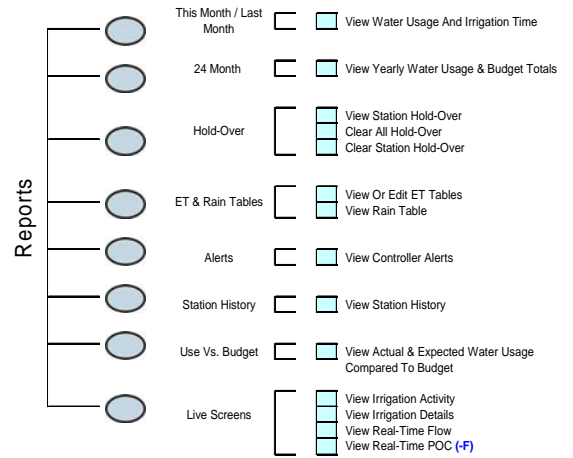 Reports
This Month / Last
Month
View Water Usage And Irrigation Time
24 Month
View Yearly Water Usage & Budget Totals
Hold-Over
View Station Hold-Over
Clear All Hold-Over
Clear Station Hold-Over
ET & Rain Tables
View Or Edit ET Tables
View Rain Table
Alerts
View Controller Alerts
Station History
View Station History
Use Vs. Budget
View Actual & Expected Water Usage
Compared To Budget
Live Screens
View Irrigation Activity
View Irrigation Details
View Real-Time Flow
View Real-Time POC (-F)